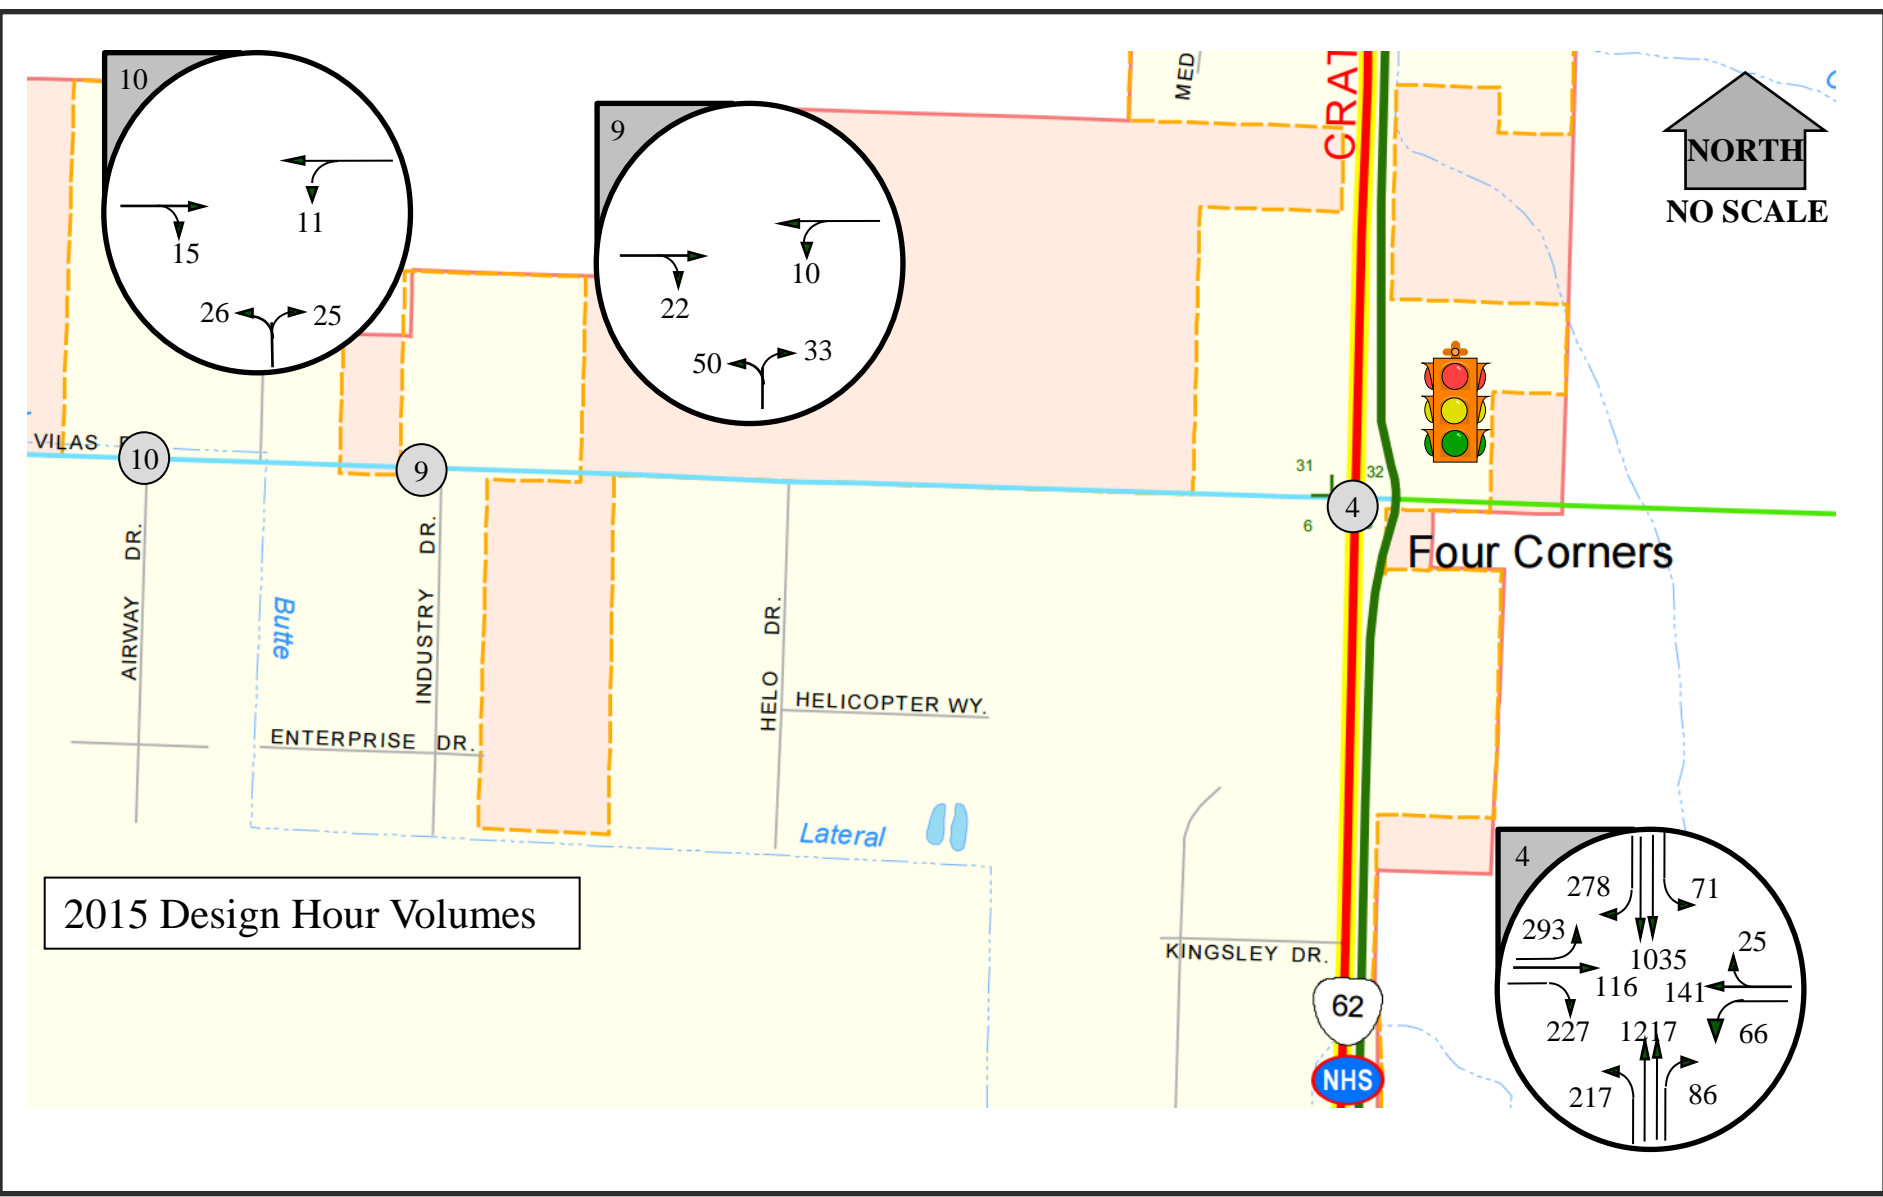 10
11
15
26
25
9
10
22
50
33
MED
CRAT
NORTH
NO SCALE
VILAS
10
9
31
32
4
6
Four Corners
AIRWAY DR.
Butte
INDUSTRY DR.
HELO DR.
HELICOPTER WY.
ENTERPRISE DR.
Lateral
2015 Design Hour Volumes
KINGSLEY DR.
62
NHS
4
278
71
293
1035
25
116
141
227
1217
66
217
86